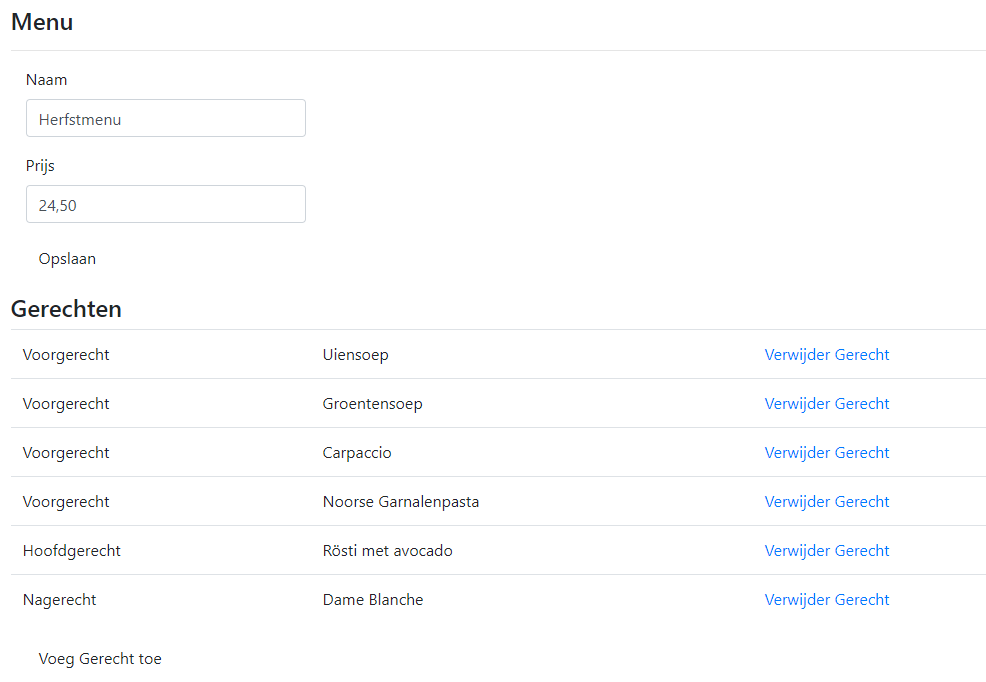 Menu
Naam
Herfstmenu
Prijs
24,50
Opslaan
Gerechten
Voorgerecht Uiensoep Verwijder Gerecht
Voorgerecht Groentensoep Verwijder Gerecht
Voorgerecht Carpaccio Verwijder Gerecht
Voorgerecht Noorse Garnalenpasta Verwijder Gerecht
Hoofdgerecht Rösti met avocado Verwijder Gerecht
Nagerecht Dame Blanche Verwijder Gerecht
Voeg Gerecht toe